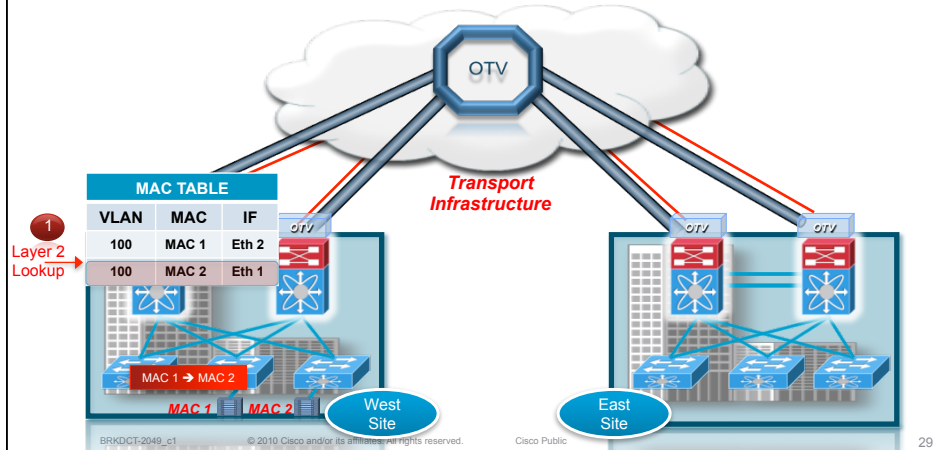 OTV
Transport
Infrastructure
MAC TABLE
VLAN MAC IF
100 MAC 1 Eth 2
100 MAC 2 Eth 1
1
Layer 2
Lookup
OTV
OTV
OTV
MAC 1 ➔ MAC 2
MAC 1 MAC 2
West
Site
East
Site
BRKDCT-2049_c1 © 2010 Cisco and/or its affiliates. All rights reserved. Cisco Public 29